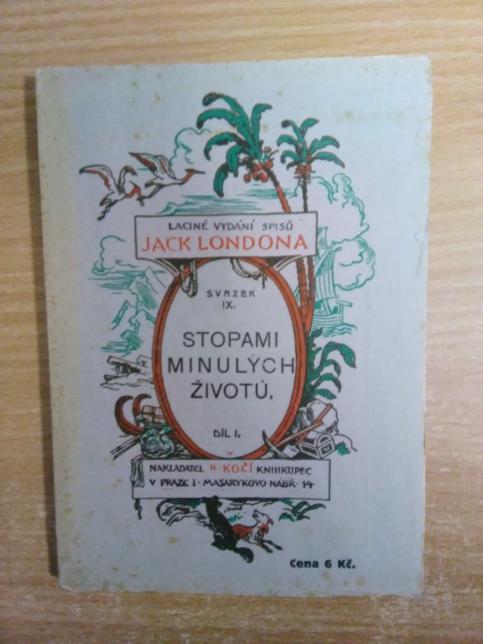 LACINÉ VYDÁNÍ SPISŮ
JACK LONDONA
SVAZEK
IX.
STOPAMI
MINULÝCH
ŽIVOTŮ.
DÍL I.
NAKLADATEL B. KOČÍ KNIHKUPEC
V PRAZE I. MASARYKOVO NÁBŘ. 14
Cena 6 Kč.